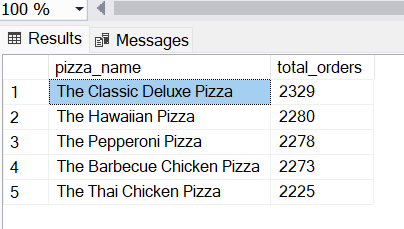 100 %
Results Messages
pizza_name total_orders
1 The Classic Deluxe Pizza 2329
2 The Hawaiian Pizza 2280
3 The Pepperoni Pizza 2278
4 The Barbecue Chicken Pizza 2273
5 The Thai Chicken Pizza 2225